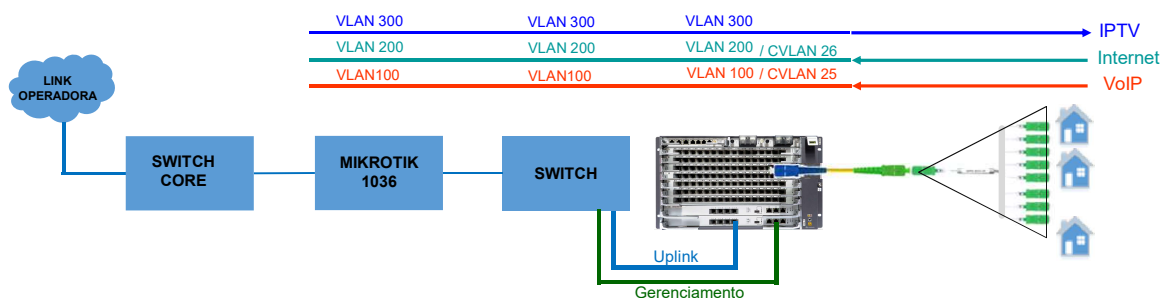 VLAN 300 VLAN 300 VLAN 300
IPTV
VLAN 200 VLAN 200 VLAN 200 / CVLAN 26
Internet
VLAN100 VLAN100 VLAN 100 / CVLAN 25
VoIP
LINK
OPERADORA
SWITCH
CORE
MIKROTIK
1036
SWITCH
Uplink
Gerenciamento